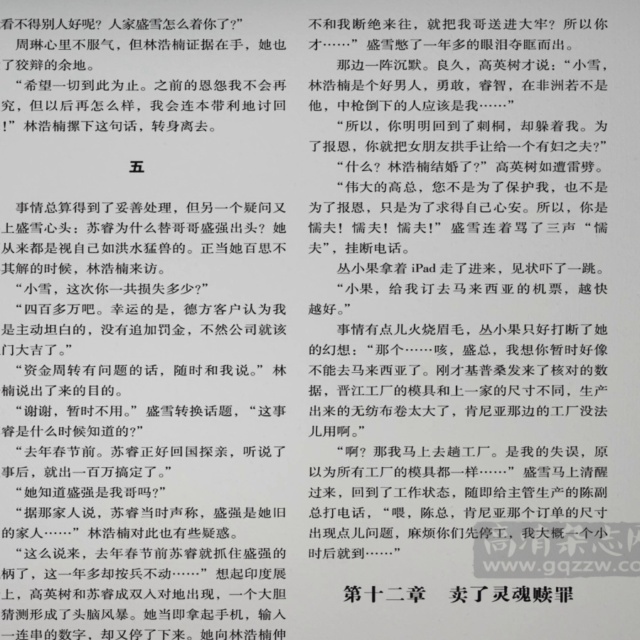 看不得别人好呢？人家盛雪怎么着你了？”
周琳心里不服气，但林浩楠证据在手，她也
了狡辩的余地。
“希望一切到此为止。之前的恩怨我不会再
究，但以后再怎么样，我会连本带利地讨回
！”林浩楠摞下这句话，转身离去。
五
事情总算得到了妥善处理，但另一个疑问又
上盛雪心头：苏睿为什么替哥哥盛强出头？她
从来都是视自己如洪水猛兽的。正当她百思不
其解的时候，林浩楠来访。
“小雪，这次你一共损失多少？”
“四百多万吧。幸运的是，德方客户认为我
是主动坦白的，没有追加罚金，不然公司就该
门大吉了。”
“资金周转有问题的话，随时和我说。”林
楠说出了来的目的。
“谢谢，暂时不用。”盛雪转换话题，“这事
睿是什么时候知道的？”
“去年春节前。苏睿正好回国探亲，听说了
事后，就出一百万搞定了。”
“她知道盛强是我哥吗？”
“据那家人说，苏睿当时声称，盛强是她旧
的家人……”林浩楠对此也有些疑惑。
“这么说来，去年春节前苏睿就抓住盛强的
柄了，这一年多却按兵不动……”想起印度展
上，高英树和苏睿成双入对地出现，一个大胆
猜测形成了头脑风暴。她当即拿起手机，输入
一连串的数字，却又停了下来。她向林浩楠伸
不和我断绝来往，就把我哥送进大牢？所以你
才……”盛雪憋了一年多的眼泪夺眶而出。
那边一阵沉默。良久，高英树才说：“小雪，
林浩楠是个好男人，勇敢，睿智，在非洲若不是
他，中枪倒下的人应该是我……”
“所以，你明明回到了刺桐，却躲着我。为
了报恩，你就把女朋友拱手让给一个有妇之夫？”
“什么？林浩楠结婚了？”高英树如遭雷劈。
“伟大的高总，您不是为了保护我，也不是
为了报恩，只是为了求得自己心安。所以，你是
懦夫！懦夫！懦夫！”盛雪连着骂了三声“懦
夫”，挂断电话。
丛小果拿着 iPad 走了进来，见状吓了一跳。
“小果，给我订去马来西亚的机票，越快
越好。”
事情有点儿火烧眉毛，丛小果只好打断了她
的幻想：“那个……咳，盛总，我想你暂时好像
不能去马来西亚了。刚才基普桑发来了核对的数
据，晋江工厂的模具和上一家的尺寸不同，生产
出来的无纺布卷太大了，肯尼亚那边的工厂没法
儿用啊。”
“啊？那我马上去趟工厂。是我的失误，原
以为所有工厂的模具都一样……”盛雪马上清醒
过来，回到了工作状态，随即给主管生产的陈副
总打电话，“喂，陈总，肯尼亚那个订单的尺寸
出现点儿问题，麻烦你们先停工，我大概一个小
时后就到……”
高清杂志网
www.gqzzw.com
第十二章 卖了灵魂赎罪